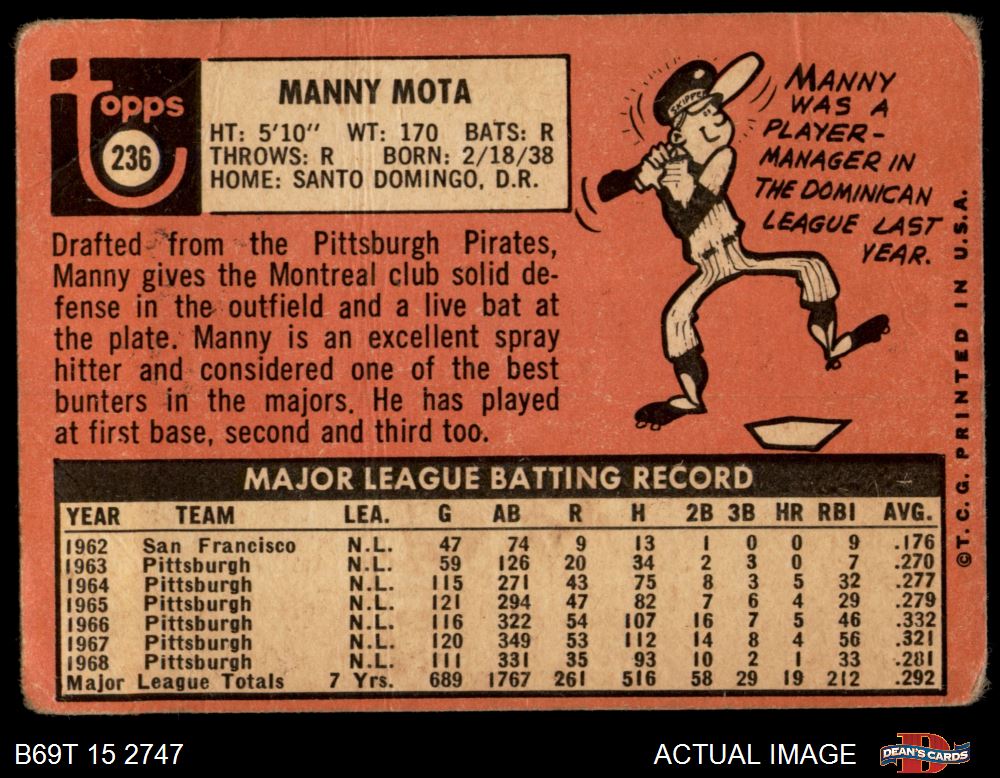 Topps
236
MANNY MOTA
HT: 5'10" WT: 170 BATS: R
THROWS: R BORN: 2/18/38
HOME: SANTO DOMINGO, D.R.
Drafted from the Pittsburgh Pirates,
Manny gives the Montreal club solid de-
fense in the outfield and a live bat at
the plate. Manny is an excellent spray
hitter and considered one of the best
bunters in the majors. He has played
at first base, second and third too.
SKIPPER
MANNY
WAS A
PLAYER-
MANAGER IN
THE DOMINICAN
LEAGUE LAST
YEAR.
©T.C.G. PRINTED IN U.S.A.
MAJOR LEAGUE BATTING RECORD
YEAR TEAM LEA. G AB R H 2B 3B HR RBI AVG.
1962 San Francisco N.L. 47 74 9 13 1 0 0 9 .176
1963 Pittsburgh N.L. 59 126 20 34 2 3 0 7 .270
1964 Pittsburgh N.L. 115 271 43 75 8 3 5 32 .277
1965 Pittsburgh N.L. 121 294 47 82 7 6 4 29 .279
1966 Pittsburgh N.L. 116 322 54 107 16 7 5 46 .332
1967 Pittsburgh N.L. 120 349 53 112 14 8 4 56 .321
1968 Pittsburgh N.L. 111 331 35 93 10 2 1 33 .281
Major League Totals 7 Yrs. 689 1767 261 516 58 29 19 212 .292
B69T 15 2747
ACTUAL IMAGE
DEAN'S CARDS